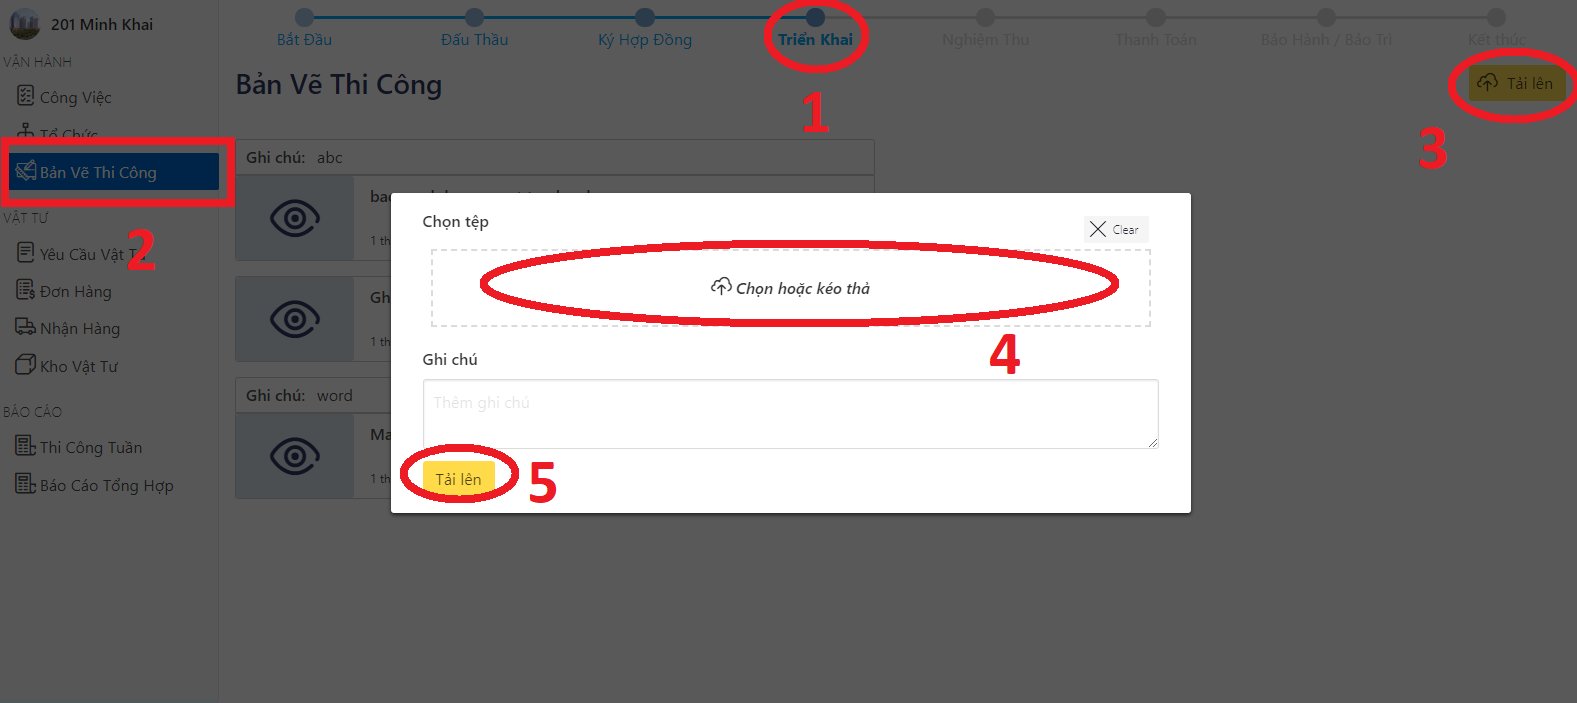 201 Minh Khai
VẬN HÀNH
Công Việc
Tổ Chức
Bản Vẽ Thi Công
2
VẬT TƯ
Yêu Cầu Vật
Đơn Hàng
Nhận Hàng
Kho Vật Tư
BÁO CÁO
Thi Công Tuần
Báo Cáo Tổng Hợp
Bắt Đầu
Đấu Thầu
Ký Hợp Đồng
Triển Khai
Nghiệm Thu
Thanh Toán
Bảo Hành / Bảo Trì
Kết thúc
1
Bản Vẽ Thi Công
Tải lên
3
Ghi chú: abc
1 th
Gh
1 th
Ghi chú: word
Ma
1 th
Chọn tệp
Clear
Chọn hoặc kéo thả
4
Ghi chú
Thêm ghi chú
Tải lên
5